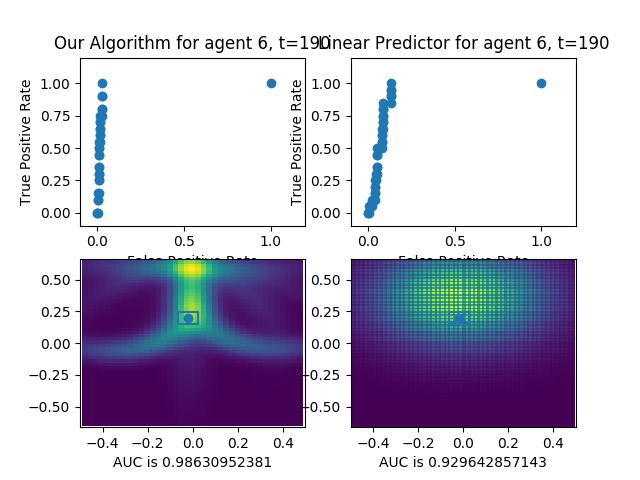 Our Algorithm for agent 6, t=190
Linear Predictor for agent 6, t=190
True Positive Rate
1.00
0.75
0.50
0.25
0.00
0.0 0.5 1.0
False Positive Rate
True Positive Rate
1.00
0.75
0.50
0.25
0.00
0.0 0.5 1.0
False Positive Rate
0.50
0.25
0.00
−0.25
−0.50
−0.4 −0.2 0.0 0.2 0.4
AUC is 0.98630952381
0.50
0.25
0.00
−0.25
−0.50
−0.4 −0.2 0.0 0.2 0.4
AUC is 0.929642857143